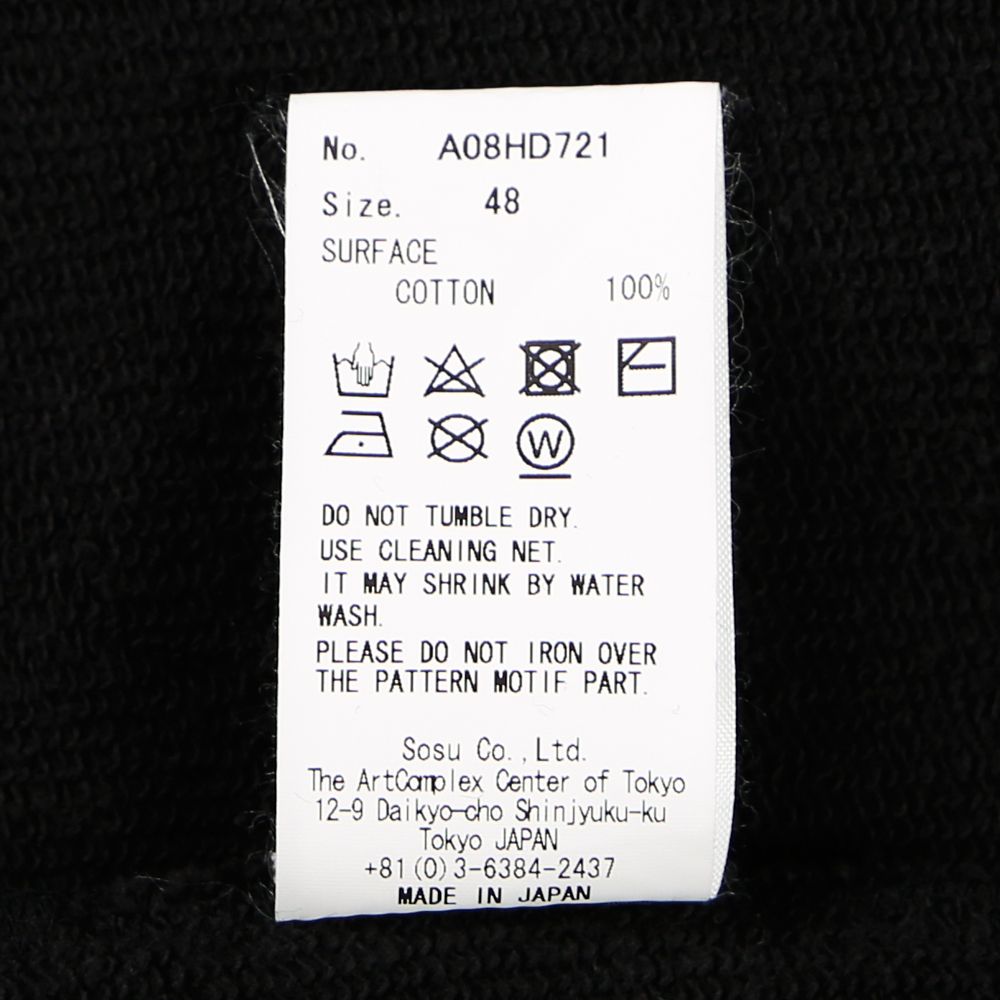 No. A08HD721
Size. 48
SURFACE
COTTON 100%
W
DO NOT TUMBLE DRY.
USE CLEANING NET.
IT MAY SHRINK BY WATER
WASH.
PLEASE DO NOT IRON OVER
THE PATTERN MOTIF PART.
Sosu Co.,Ltd.
The ArtComplex Center of Tokyo
12-9 Daikyo-cho Shinjyuku-ku
Tokyo JAPAN
+81(0)3-6384-2437
MADE IN JAPAN